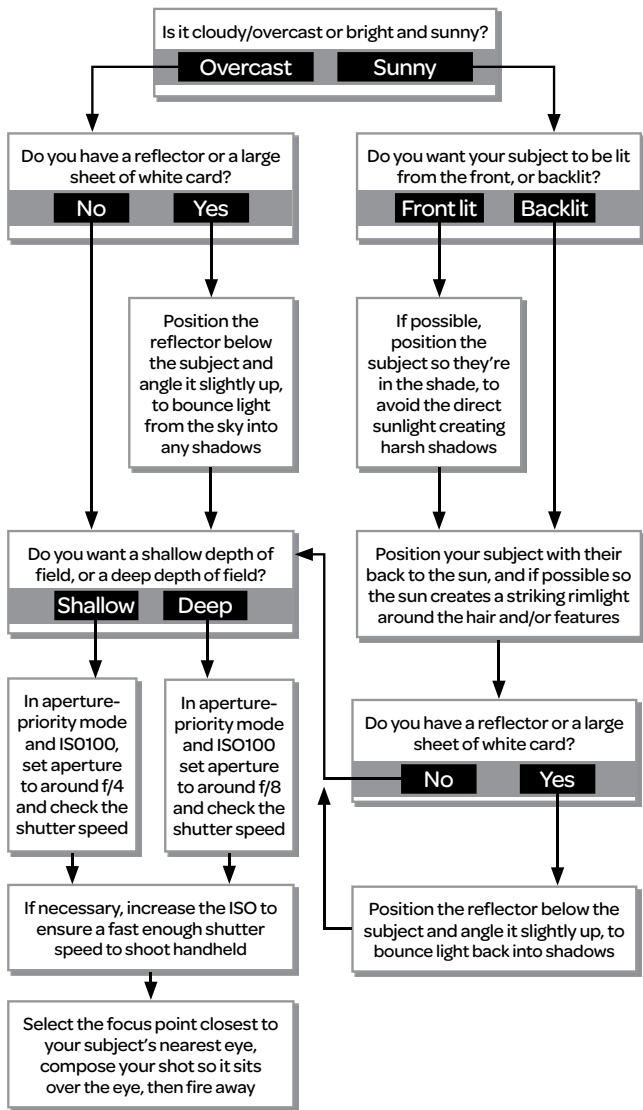 Is it cloudy/overcast or bright and sunny?
Overcast
Sunny
Do you have a reflector or a large
sheet of white card?
No
Yes
Do you want your subject to be lit
from the front, or backlit?
Front lit
Backlit
Position the
reflector below
the subject and
angle it slightly up,
to bounce light
from the sky into
any shadows
If possible,
position the
subject so they're
in the shade, to
avoid the direct
sunlight creating
harsh shadows
Do you want a shallow depth of
field, or a deep depth of field?
Shallow
Deep
Position your subject with their
back to the sun, and if possible so
the sun creates a striking rimlight
around the hair and/or features
In aperture-
priority mode
and ISO100,
set aperture
to around f/4
and check the
shutter speed
In aperture-
priority mode
and ISO100
set aperture
to around f/8
and check the
shutter speed
Do you have a reflector or a large
sheet of white card?
No
Yes
If necessary, increase the ISO to
ensure a fast enough shutter
speed to shoot handheld
Position the reflector below the
subject and angle it slightly up, to
bounce light back into shadows
Select the focus point closest to
your subject's nearest eye,
compose your shot so it sits
over the eye, then fire away